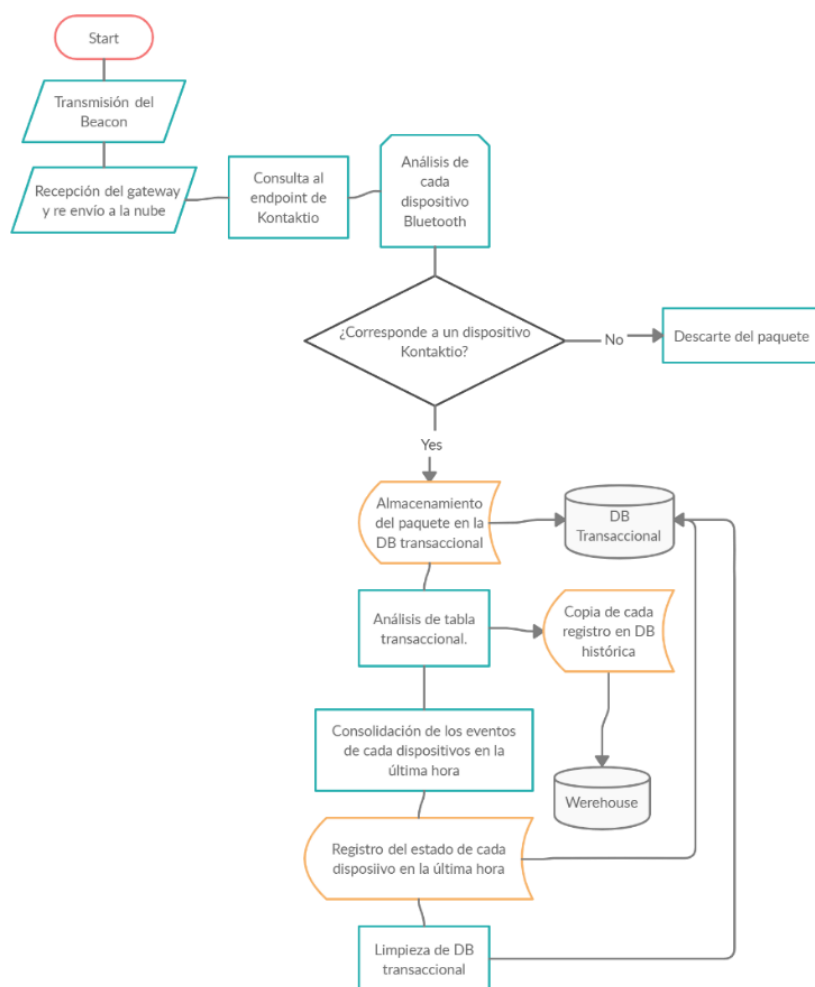 Start
Transmisión del
Beacon
Recepción del gateway
y re envío a la nube
Consulta al
endpoint de
Kontaktio
Análisis de
cada
dispositivo
Bluetooth
¿Corresponde a un dispositivo
Kontaktio?
No
Descarte del paquete
Yes
Almacenamiento
del paquete en la
DB transaccional
DB
Transaccional
Análisis de tabla
transaccional.
Copia de cada
registro en DB
histórica
Consolidación de los eventos
de cada dispositivos en la
última hora
Werehouse
Registro del estado de cada
disposiivo en la última hora
Limpieza de DB
transaccional